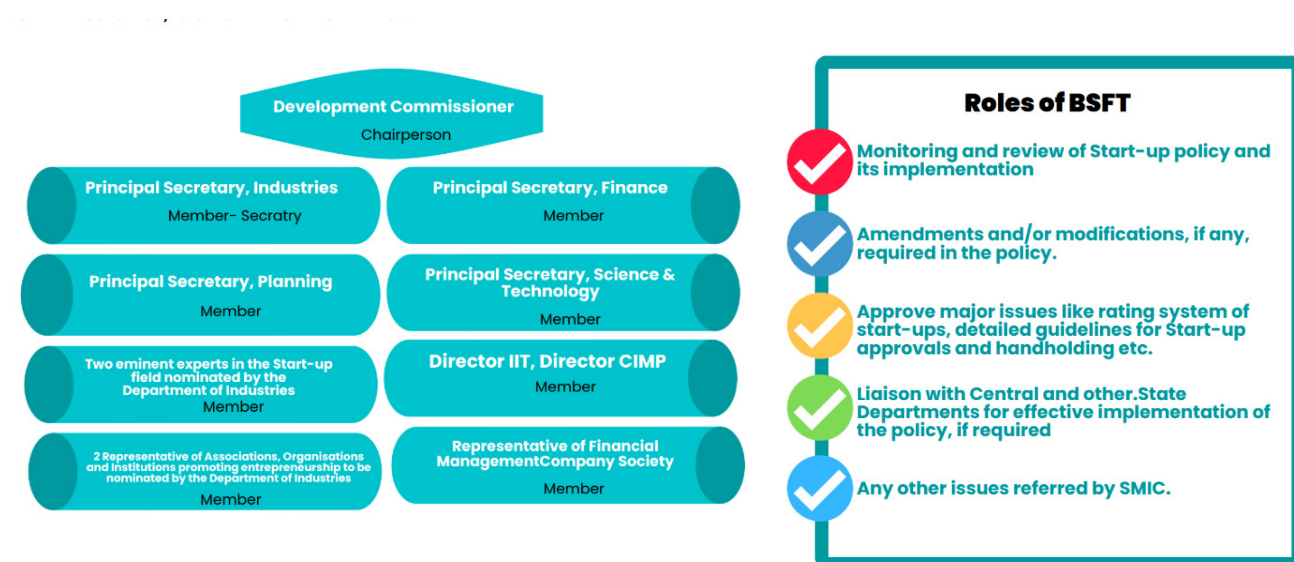 Development Commissioner
Chairperson
Principal Secretary, Industries
Member- Secratry
Principal Secretary, Finance
Member
Principal Secretary, Planning
Member
Principal Secretary, Science &
Technology
Member
Two eminent experts in the Start-up
field nominated by the
Department of Industries
Member
Director IIT, Director CIMP
Member
2 Representative of Associations, Organisations
and Institutions promoting entrepreneurship to be
nominated by the Department of Industries
Member
Representative of Financial
ManagementCompany Society
Member
Roles of BSFT
Monitoring and review of Start-up policy and
its implementation
Amendments and/or modifications, if any,
required in the policy.
Approve major issues like rating system of
start-ups, detailed guidelines for Start-up
approvals and handholding etc.
Liaison with Central and other.State
Departments for effective implementation of
the policy, if required
Any other issues referred by SMIC.